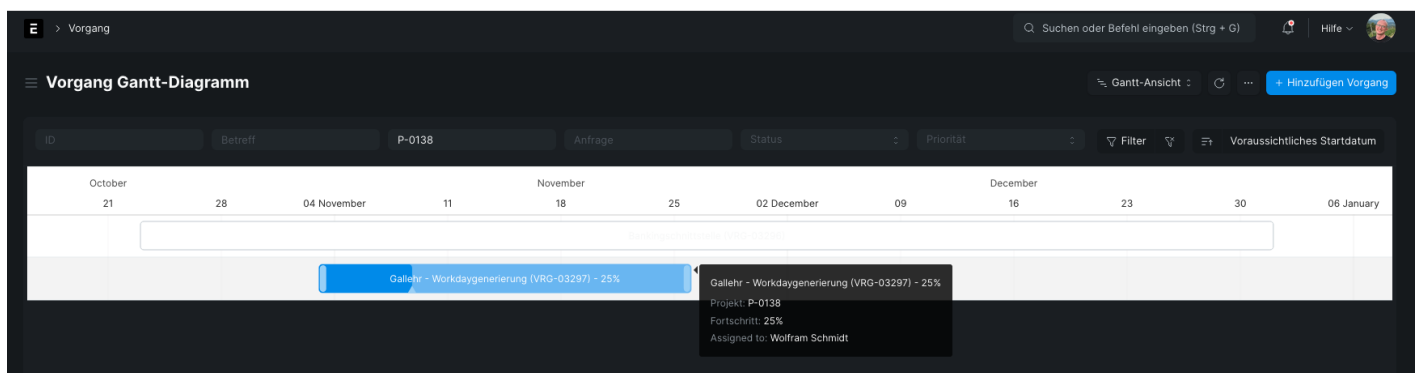 E > Vorgang
Suchen oder Befehl eingeben (Strg + G)
Hilfe
Vorgang Gantt-Diagramm
Gantt-Ansicht
...
+ Hinzufügen Vorgang
ID
Betreff
P-0138
Anfrage
Status
Priorität
Filter
Voraussichtliches Startdatum
October
November
December
21
28
04 November
11
18
25
02 December
09
16
23
30
06 January
Gallehr - Workdaygenerierung (VRG-03297) - 25%
Gallehr - Workdaygenerierung (VRG-03297) - 25%
Projekt: P-0138
Fortschritt: 25%
Assigned to: Wolfram Schmidt